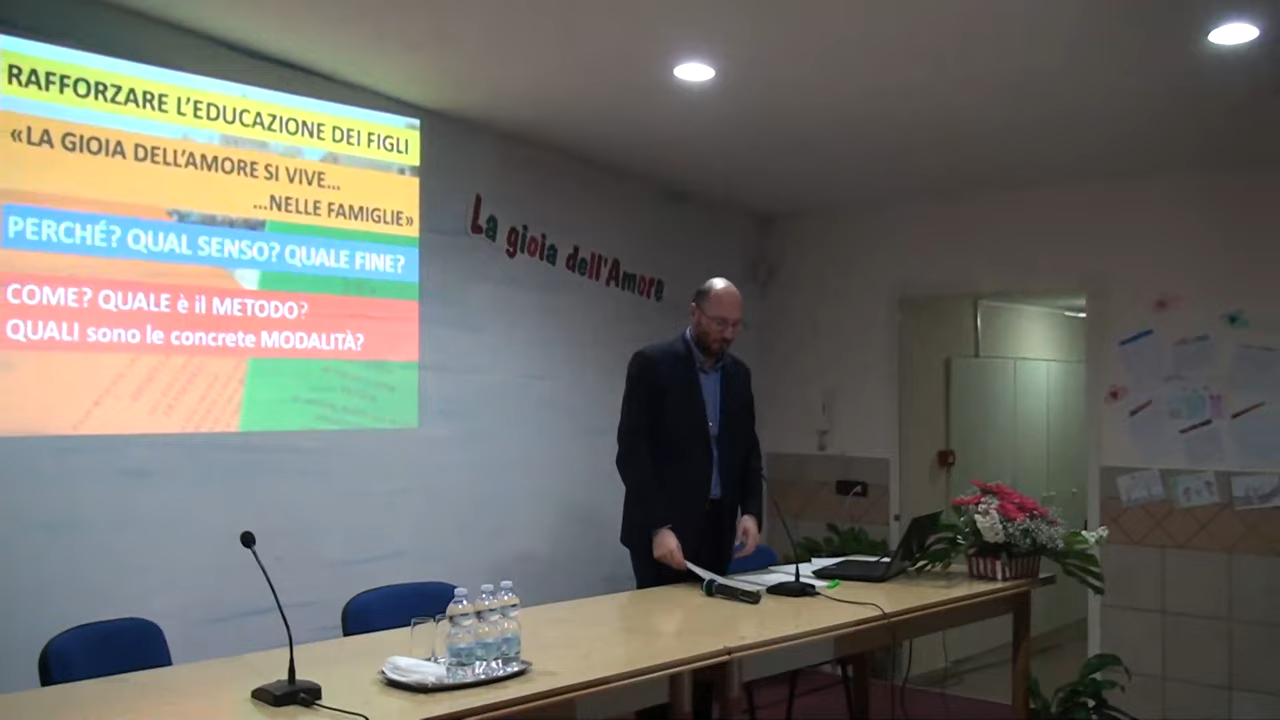 RAFFORZARE L'EDUCAZIONE DEI FIGLI
«LA GIOIA DELL'AMORE SI VIVE...
...NELLE FAMIGLIE»
PERCHÉ? QUAL SENSO? QUALE FINE?
COME? QUALE è il METODO?
QUALI sono le concrete MODALITÀ?
La gioia dell'Amore